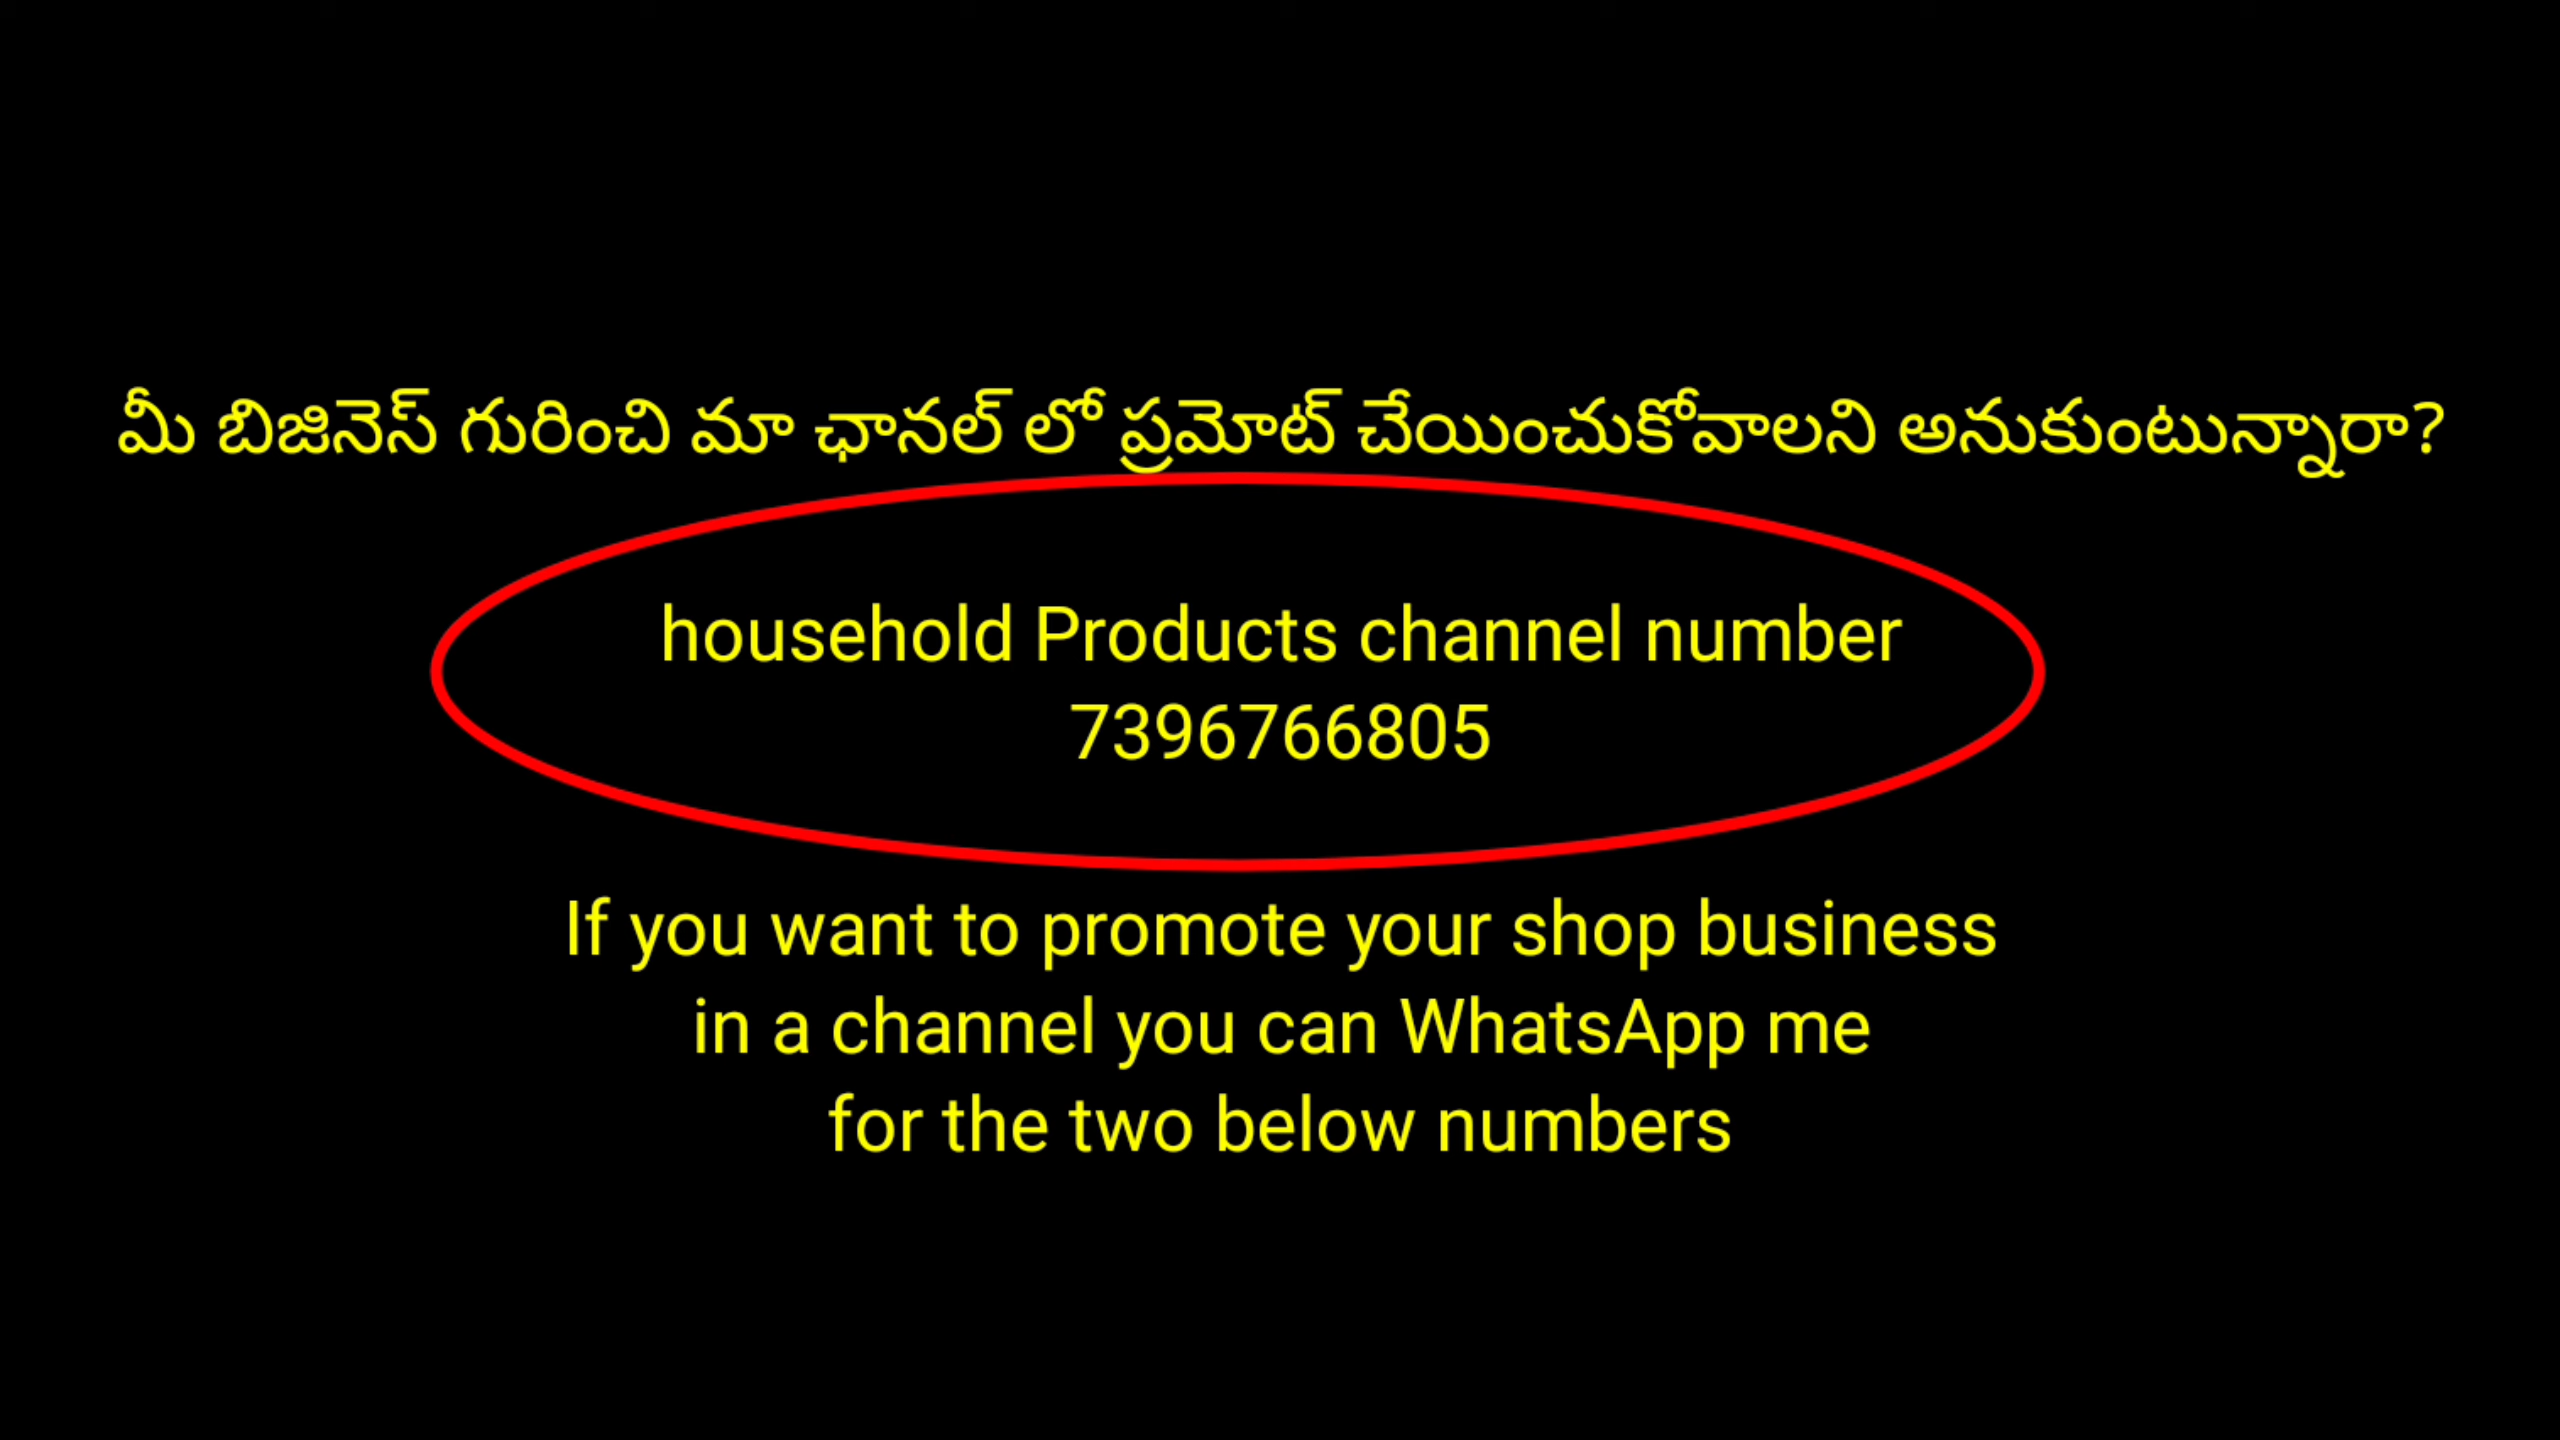 మీ బిజినెస్ గురించి మా ఛానల్ లో ప్రమోట్ చేయించుకోవాలని అనుకుంటున్నారా?
household Products channel number
7396766805
If you want to promote your shop business
in a channel you can WhatsApp me
for the two below numbers